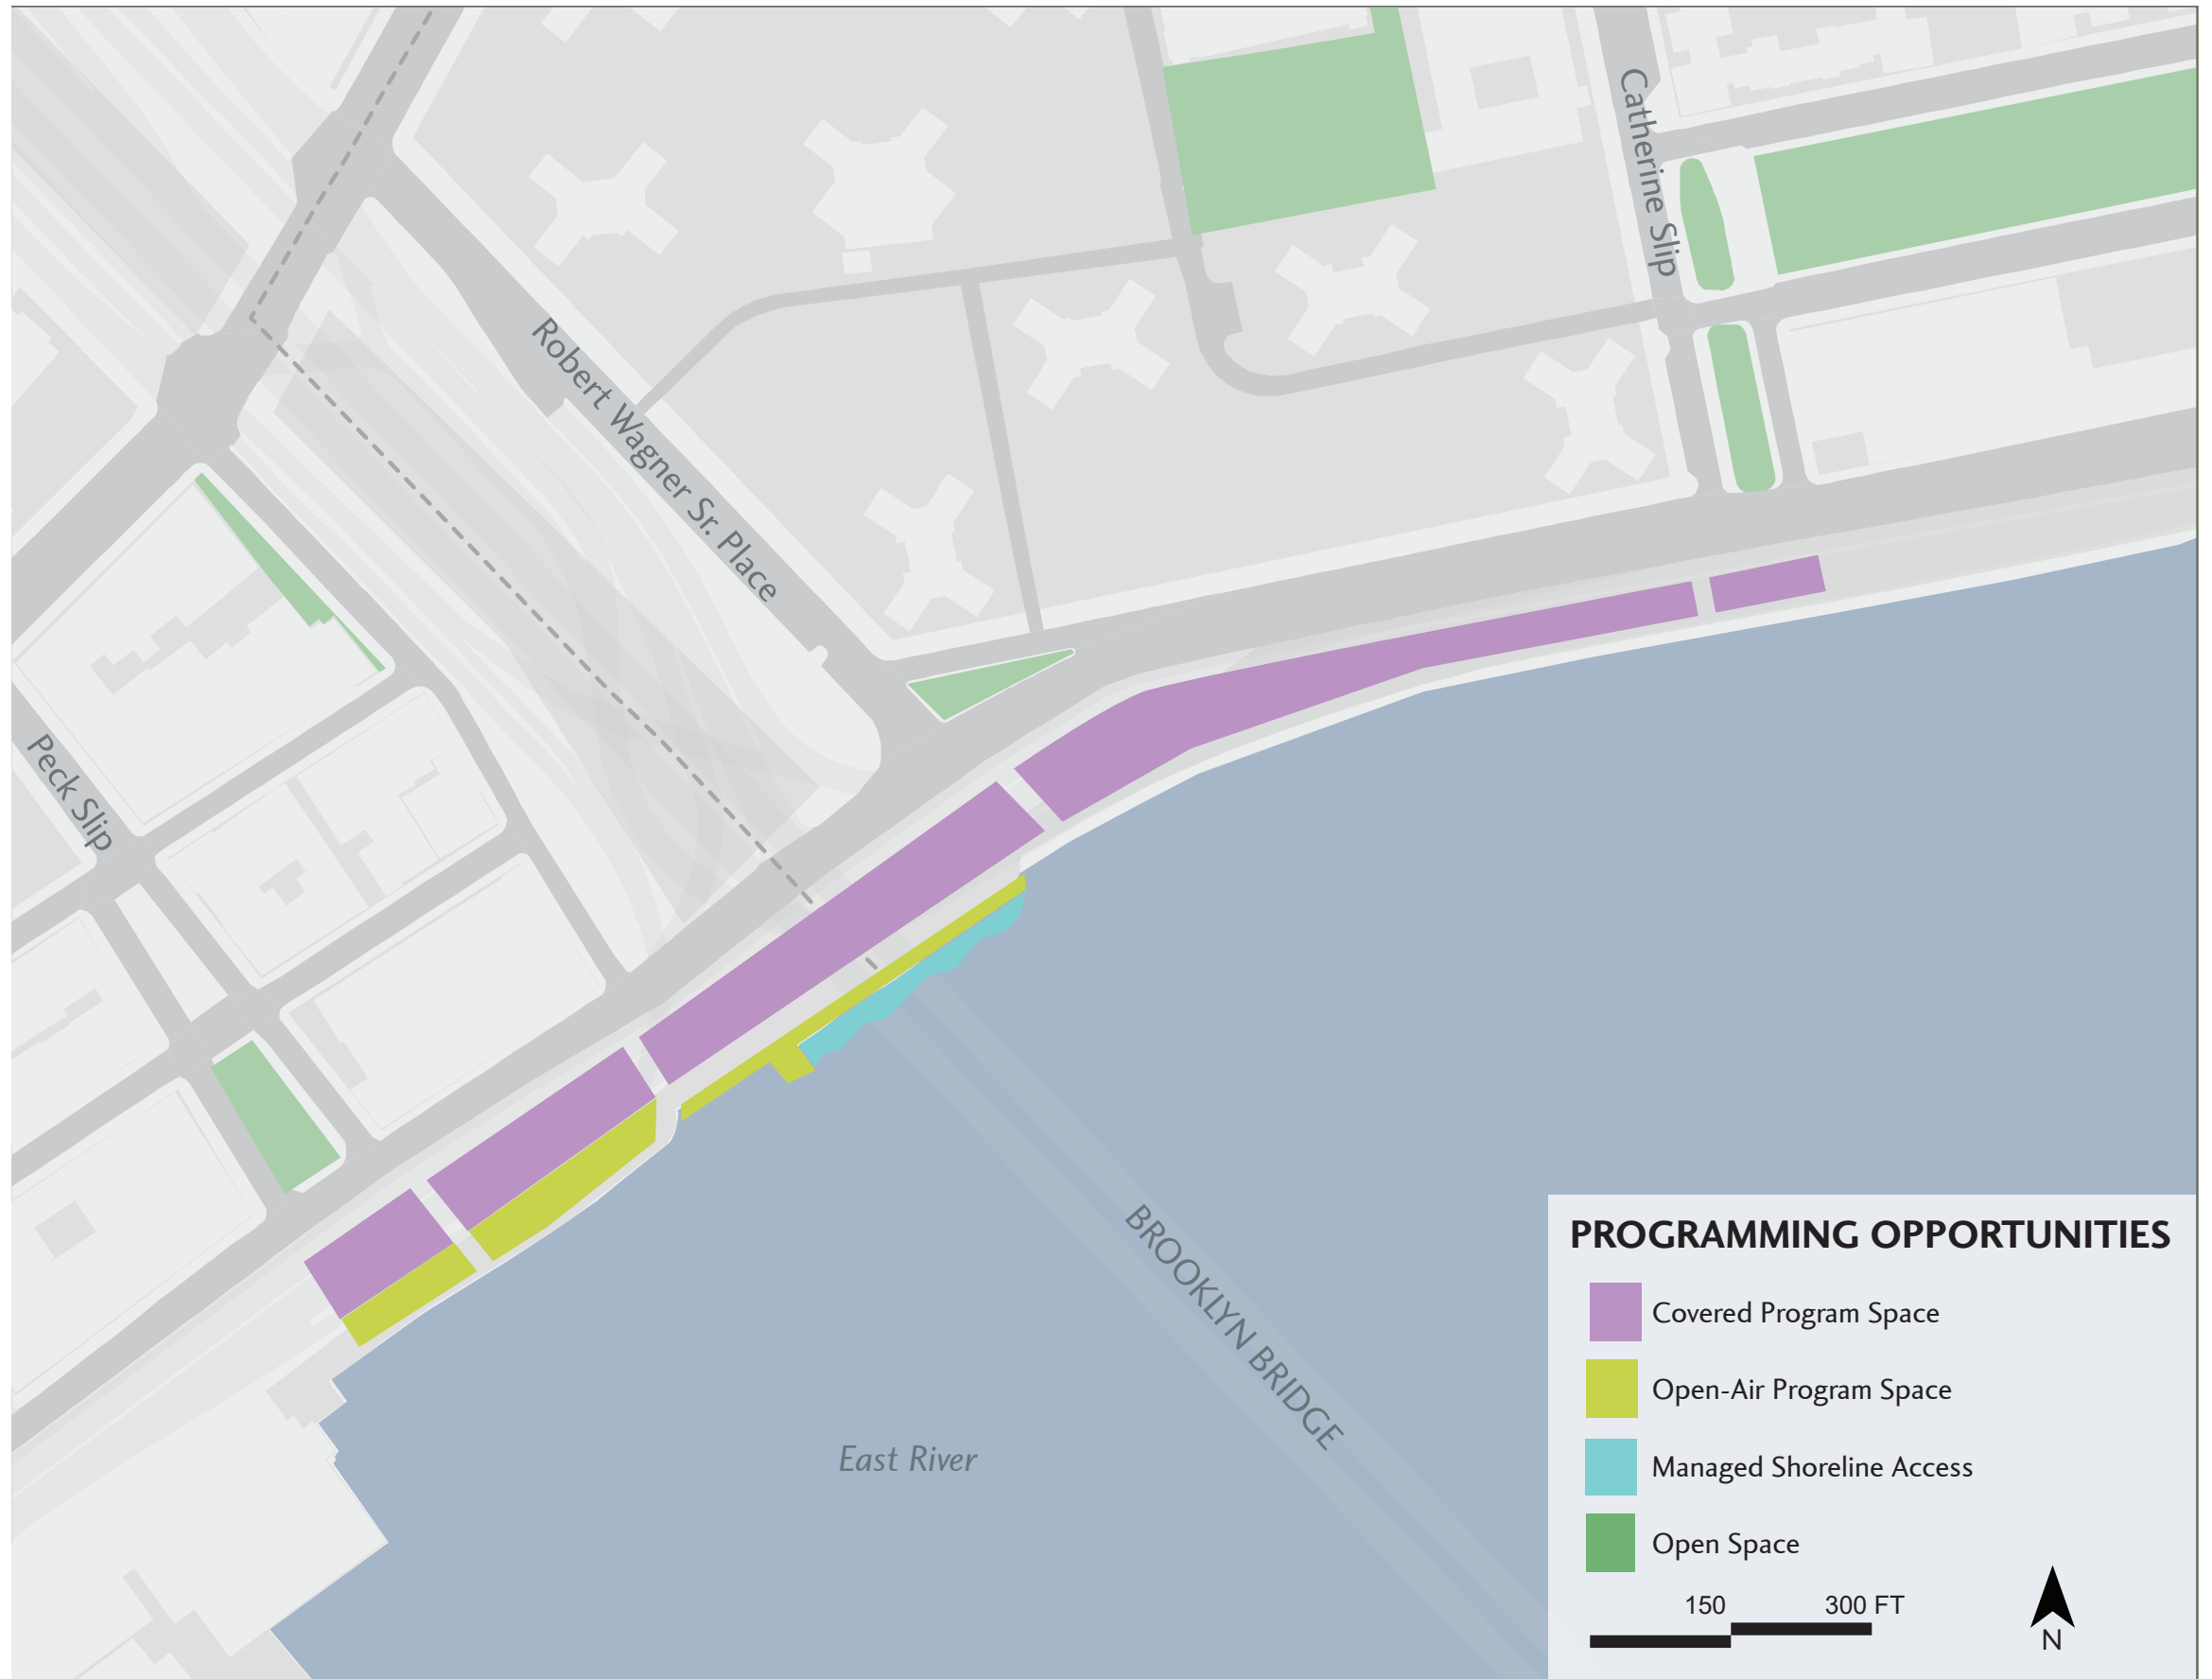 Catherine Slip
Robert Wagner Sr. Place
Peck Slip
BROOKLYN BRIDGE
East River
PROGRAMMING OPPORTUNITIES
Covered Program Space
Open-Air Program Space
Managed Shoreline Access
Open Space
150 300 FT
N